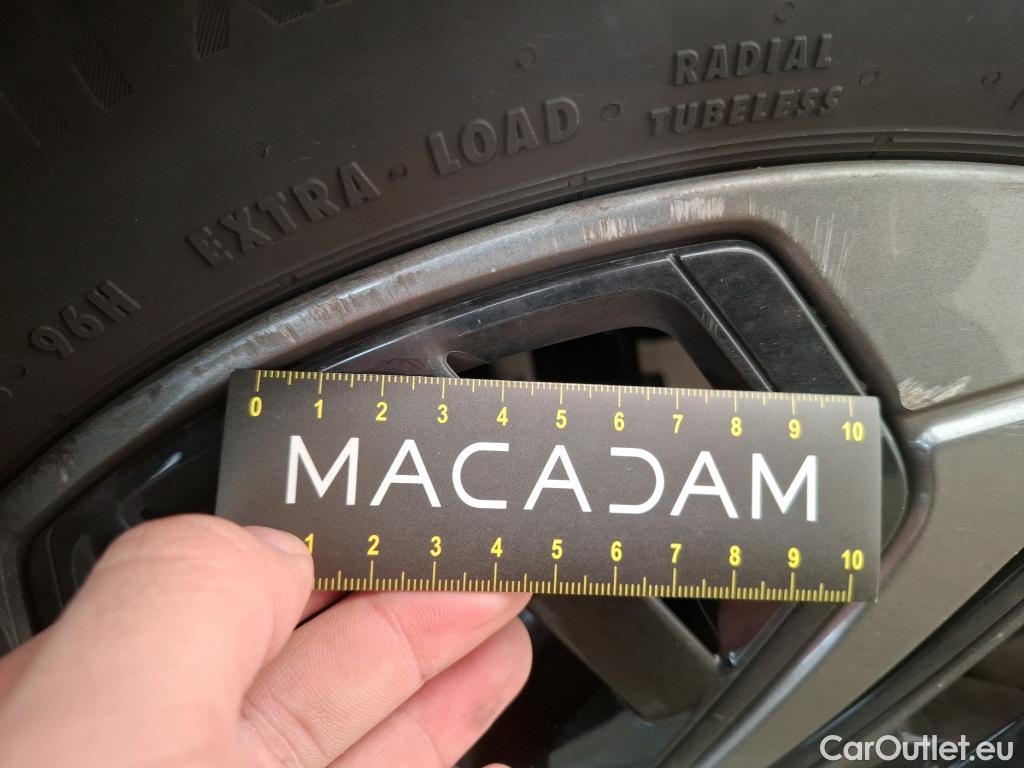 RADIAL
TUBELESS
EXTRA · LOAD
96H
0 1 2 3 4 5 6 7 8 9 10
MACADAM
1 2 3 4 5 6 7 8 9 10
CarOutlet.eu